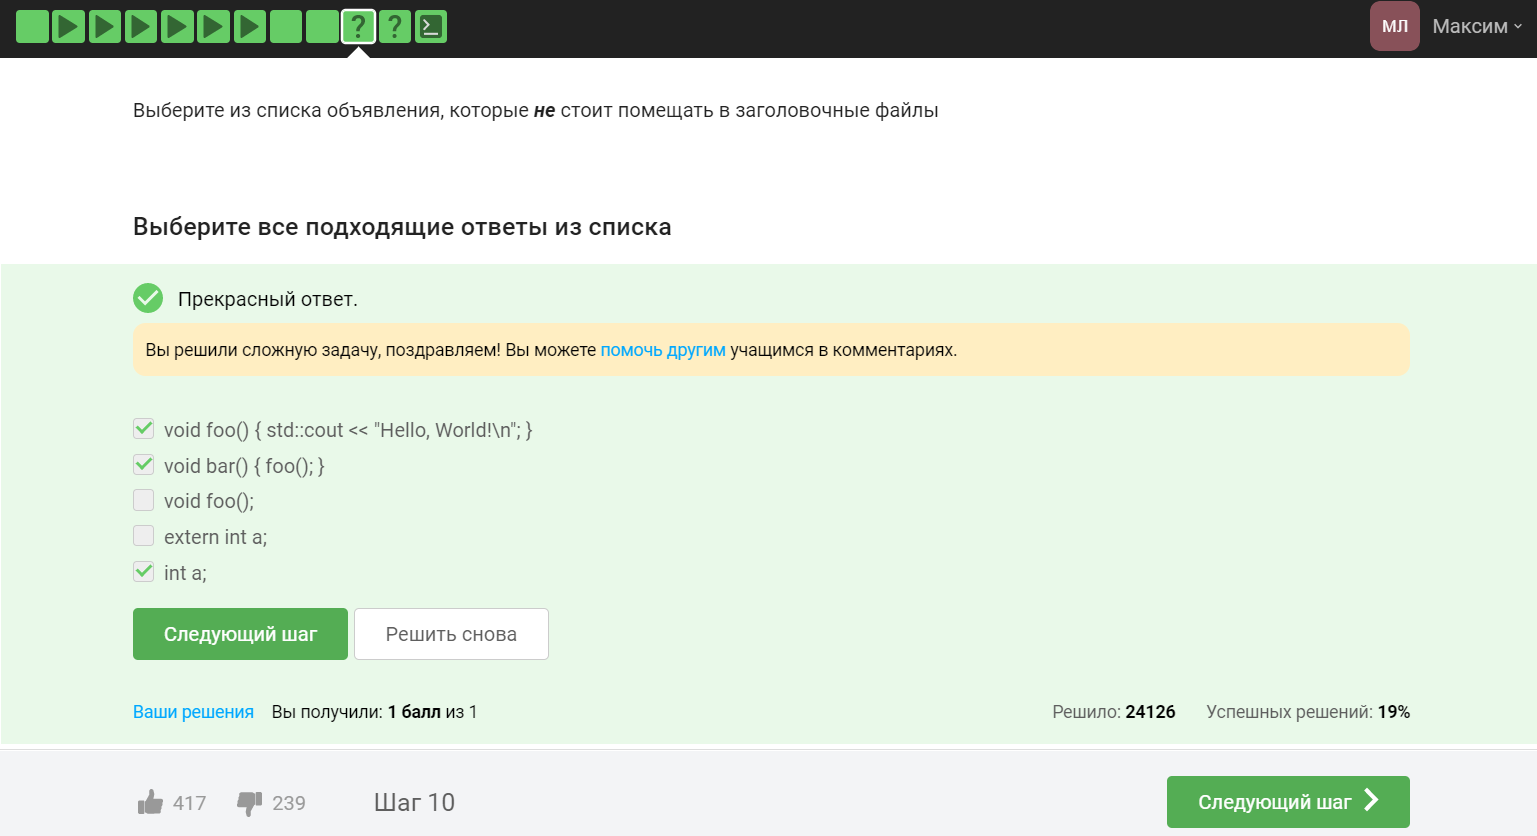 ? ?
МЛ Максим
Выберите из списка объявления, которые не стоит помещать в заголовочные файлы
Выберите все подходящие ответы из списка
Прекрасный ответ.
Вы решили сложную задачу, поздравляем! Вы можете помочь другим учащимся в комментариях.
void foo() { std::cout << "Hello, World!\n"; }
void bar() { foo(); }
void foo();
extern int a;
int a;
Следующий шаг Решить снова
Ваши решения Вы получили: 1 балл из 1 Решило: 24126 Успешных решений: 19%
417 239 Шаг 10 Следующий шаг